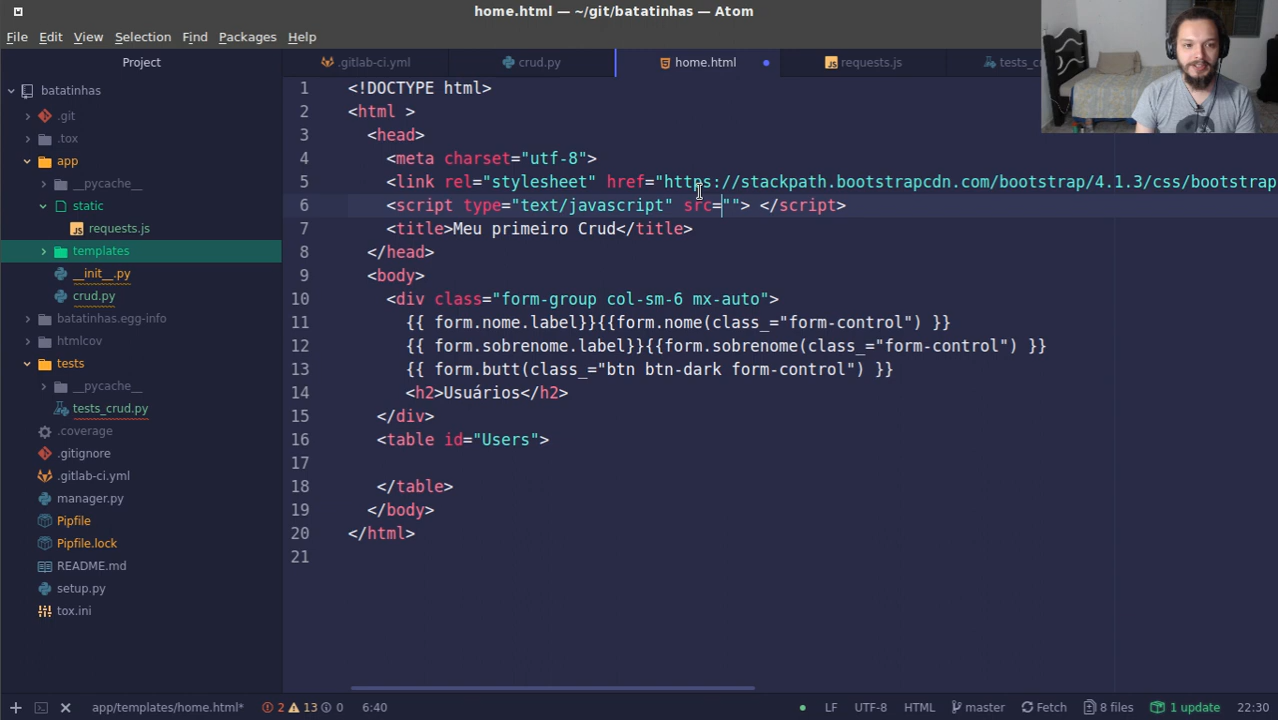 home.html — ~/git/batatinhas — Atom
File Edit View Selection Find Packages Help
Project
.gitlab-ci.yml
crud.py
home.html
requests.js
tests_c
batatinhas
.git
.tox
app
__pycache__
static
requests.js
templates
__init__.py
crud.py
batatinhas.egg-info
htmlcov
tests
__pycache__
tests_crud.py
.coverage
.gitignore
.gitlab-ci.yml
manager.py
Pipfile
Pipfile.lock
README.md
setup.py
tox.ini
1 <!DOCTYPE html>
2 <html >
3 <head>
4 <meta charset="utf-8">
5 <link rel="stylesheet" href="https://stackpath.bootstrapcdn.com/bootstrap/4.1.3/css/bootstrap
6 <script type="text/javascript" src=""> </script>
7 <title>Meu primeiro Crud</title>
8 </head>
9 <body>
10 <div class="form-group col-sm-6 mx-auto">
11 {{ form.nome.label}}{{form.nome(class_="form-control") }}
12 {{ form.sobrenome.label}}{{form.sobrenome(class_="form-control") }}
13 {{ form.butt(class_="btn btn-dark form-control") }}
14 <h2>Usuários</h2>
15 </div>
16 <table id="Users">
17
18 </table>
19 </body>
20 </html>
21
app/templates/home.html* 2 13 0 6:40 LF UTF-8 HTML master Fetch 8 files 1 update 22:30